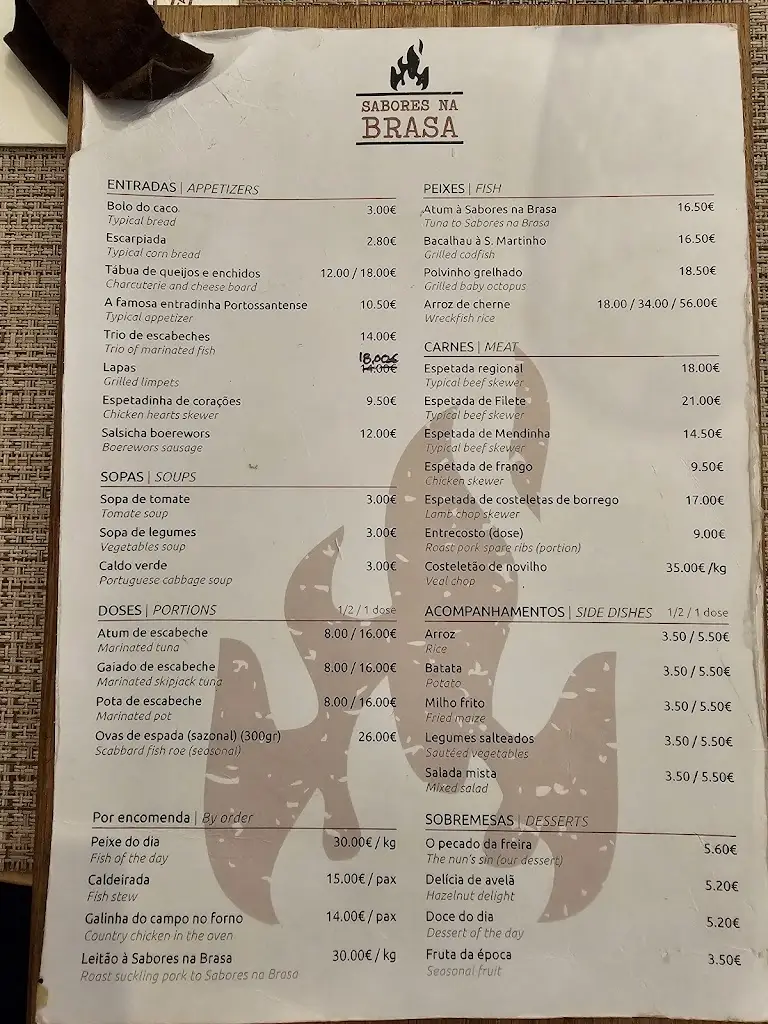 SABORES NA
BRASA
ENTRADAS | APPETIZERS
Bolo do caco 3.00€
Typical bread
Escarpiada 2.80€
Typical corn bread
Tábua de queijos e enchidos 12.00 / 18.00€
Charcuterie and cheese board
A famosa entradinha Portossantense 10.50€
Typical appetizer
Trio de escabeches 14.00€
Trio of marinated fish
18,00€
Lapas 14.00€
Grilled limpets
Espetadinha de corações 9.50€
Chicken hearts skewer
Salsicha boerewors 12.00€
Boerewors sausage
SOPAS | SOUPS
Sopa de tomate 3.00€
Tomate soup
Sopa de legumes 3.00€
Vegetables soup
Caldo verde 3.00€
Portuguese cabbage soup
DOSES | PORTIONS 1/2 / 1 dose
Atum de escabeche 8.00 / 16.00€
Marinated tuna
Gaiado de escabeche 8.00 / 16.00€
Marinated skipjack tuna
Pota de escabeche 8.00 / 16.00€
Marinated pot
Ovas de espada (sazonal) (300gr) 26.00€
Scabbard fish roe (seasonal)
Por encomenda | By order
Peixe do dia 30.00€ / kg
Fish of the day
Caldeirada 15.00€ / pax
Fish stew
Galinha do campo no forno 14.00€ / pax
Country chicken in the oven
Leitão à Sabores na Brasa 30.00€ / kg
Roast suckling pork to Sabores na Brasa
PEIXES | FISH
Atum à Sabores na Brasa 16.50€
Tuna to Sabores na Brasa
Bacalhau à S. Martinho 16.50€
Grilled codfish
Polvinho grelhado 18.50€
Grilled baby octopus
Arroz de cherne 18.00 / 34.00 / 56.00€
Wreckfish rice
CARNES | MEAT
Espetada regional 18.00€
Typical beef skewer
Espetada de Filete 21.00€
Typical beef skewer
Espetada de Mendinha 14.50€
Typical beef skewer
Espetada de frango 9.50€
Chicken skewer
Espetada de costeletas de borrego 17.00€
Lamb chop skewer
Entrecosto (dose) 9.00€
Roast pork spare ribs (portion)
Costeletão de novilho 35.00€ /kg
Veal chop
ACOMPANHAMENTOS | SIDE DISHES 1/2 / 1 dose
Arroz 3.50 / 5.50€
Rice
Batata 3.50 / 5.50€
Potato
Milho frito 3.50 / 5.50€
Fried maize
Legumes salteados 3.50 / 5.50€
Sautéed vegetables
Salada mista 3.50 / 5.50€
Mixed salad
SOBREMESAS | DESSERTS
O pecado da freira 5.60€
The nun's sin (our dessert)
Delícia de avelã 5.20€
Hazelnut delight
Doce do dia 5.20€
Dessert of the day
Fruta da época 3.50€
Seasonal fruit